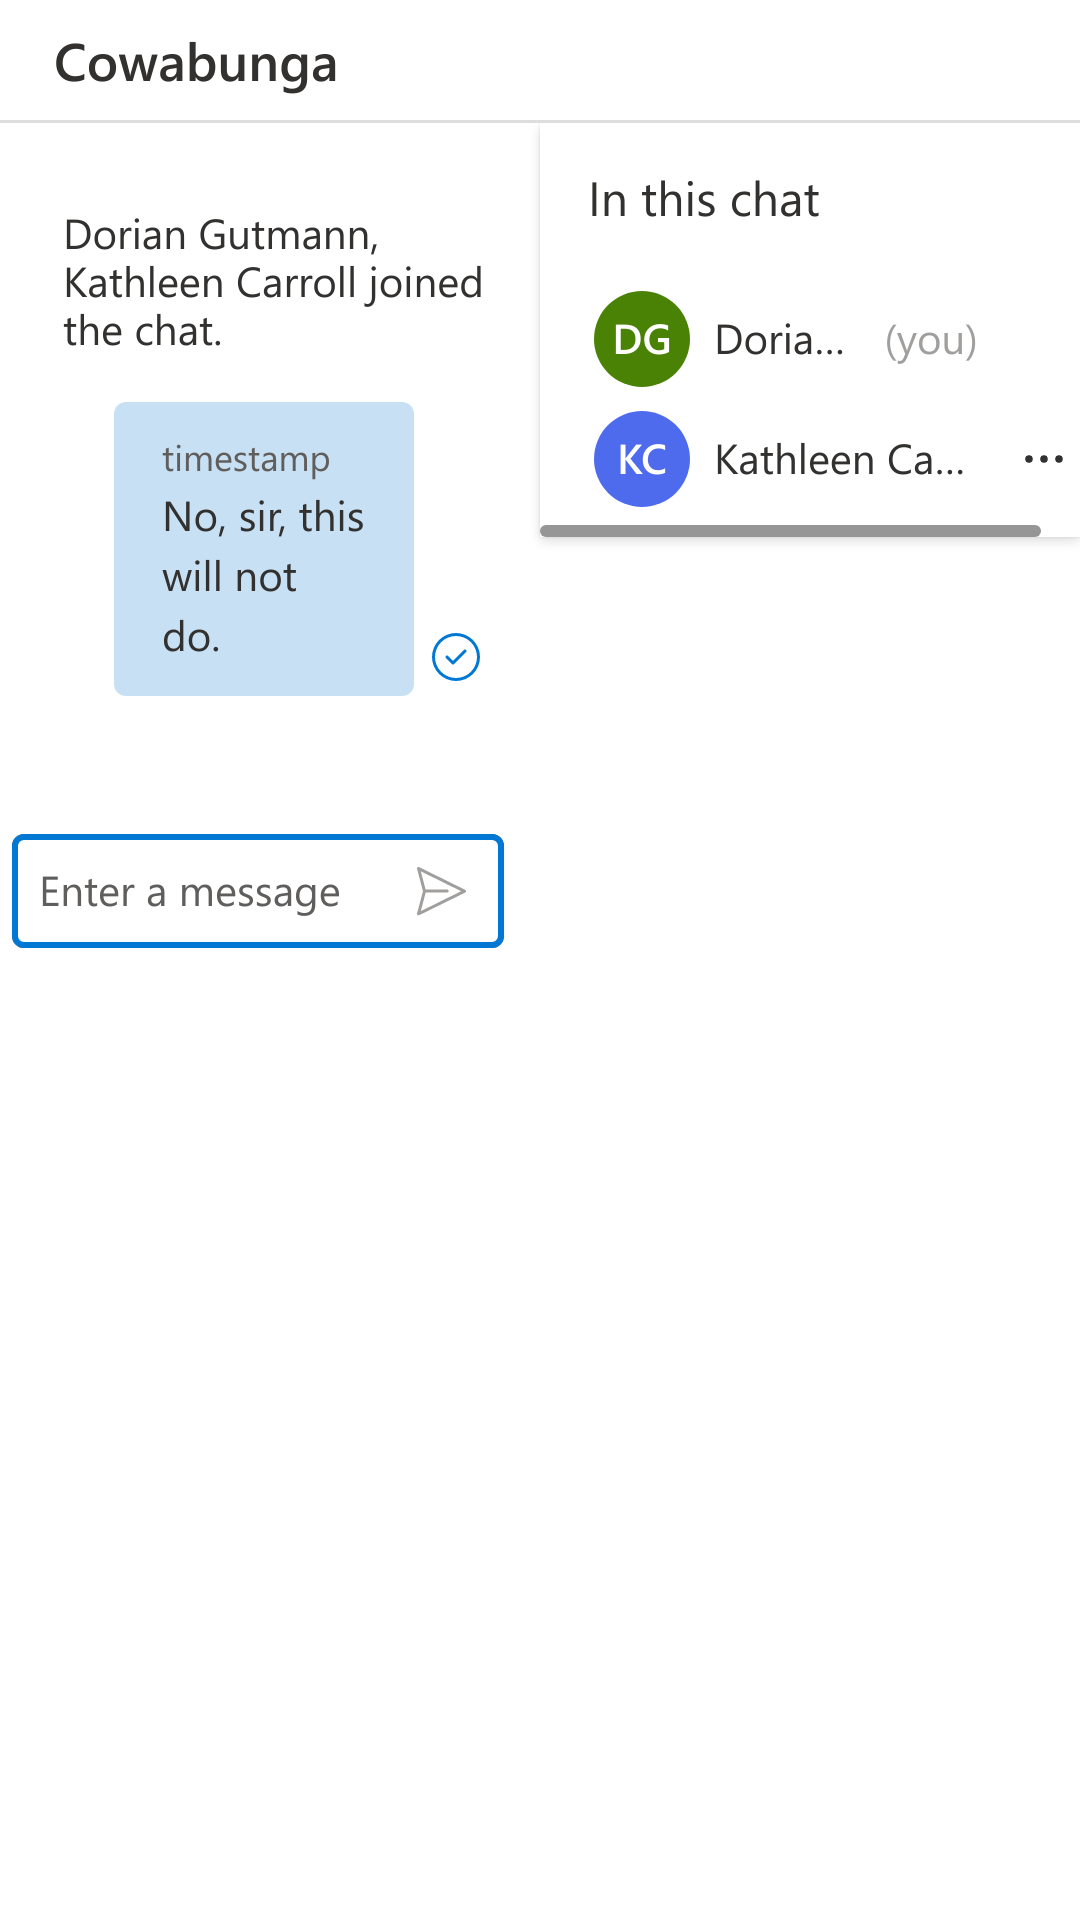 Cowabunga
Dorian Gutmann,
Kathleen Carroll joined
the chat.
timestamp
No, sir, this
will not
do.
Enter a message
In this chat
DG Doria... (you)
KC Kathleen Ca...